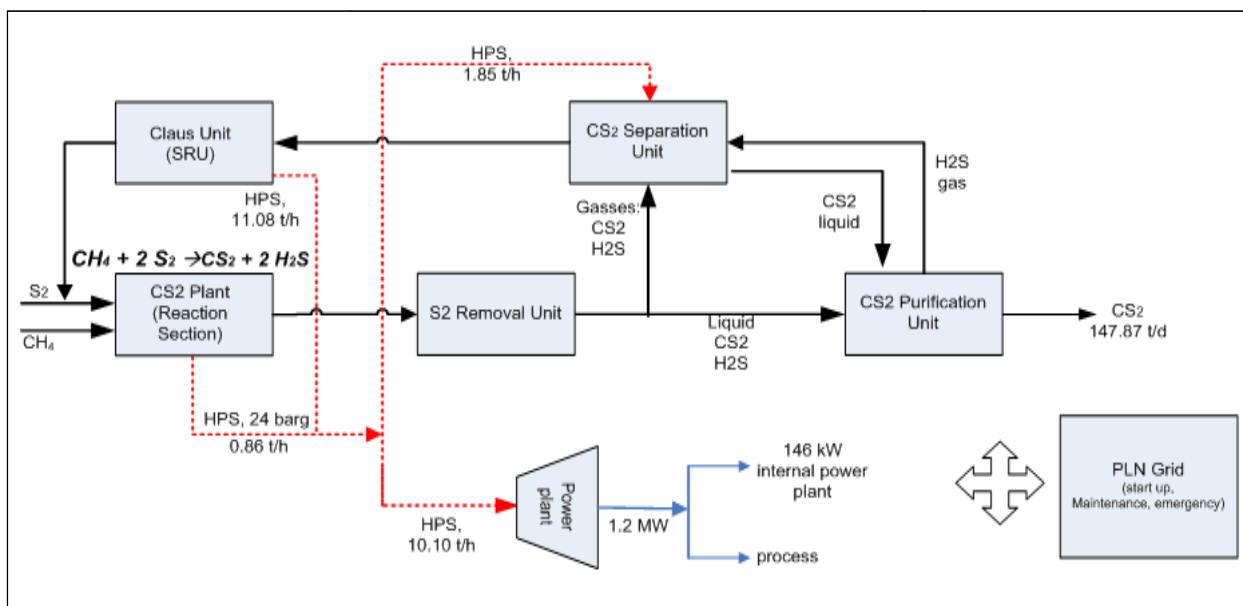 HPS,
1.85 t/h
Claus Unit
(SRU)
CS2 Separation
Unit
H2S
gas
HPS,
11.08 t/h
Gasses:
CS2
H2S
CS2
liquid
CH4 + 2 S2 →CS2 + 2 H2S
S2
CH4
CS2 Plant
(Reaction
Section)
S2 Removal Unit
Liquid
CS2
H2S
CS2 Purification
Unit
CS2
147.87 t/d
HPS, 24 barg
0.86 t/h
HPS,
10.10 t/h
Power
plant
1.2 MW
146 kW
internal power
plant
process
PLN Grid
(start up,
Maintenance, emergency)